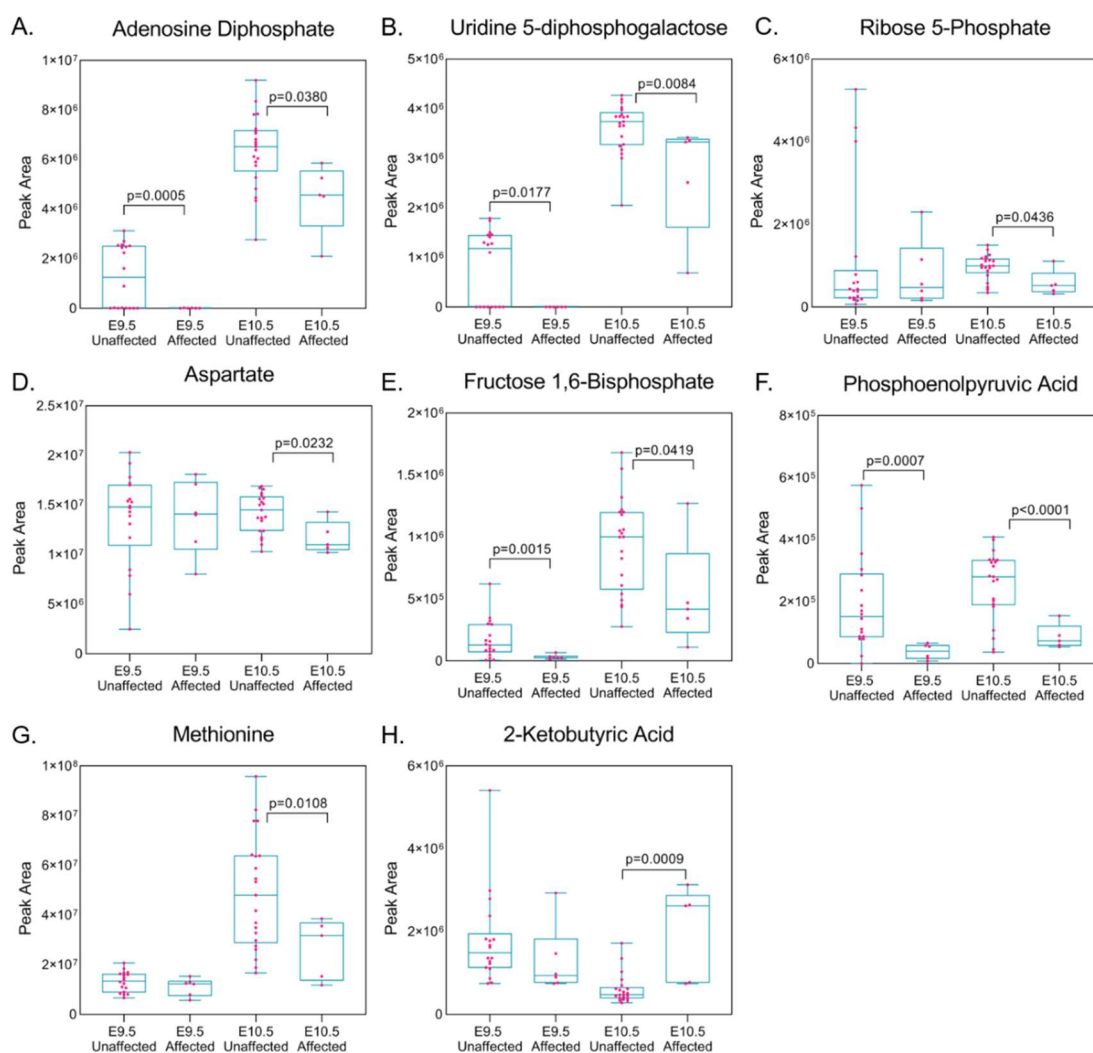 A. Adenosine Diphosphate
1×10⁷
8×10⁶
6×10⁶
4×10⁶
2×10⁶
0
Peak Area
p=0.0005
p=0.0380
E9.5 E9.5 E10.5 E10.5
Unaffected Affected Unaffected Affected
B. Uridine 5-diphosphogalactose
5×10⁶
4×10⁶
3×10⁶
2×10⁶
1×10⁶
0
Peak Area
p=0.0177
p=0.0084
E9.5 E9.5 E10.5 E10.5
Unaffected Affected Unaffected Affected
C. Ribose 5-Phosphate
6×10⁶
4×10⁶
2×10⁶
0
Peak Area
p=0.0436
E9.5 E9.5 E10.5 E10.5
Unaffected Affected Unaffected Affected
D. Aspartate
2.5×10⁷
2×10⁷
1.5×10⁷
1×10⁷
5×10⁶
0
Peak Area
p=0.0232
E9.5 E9.5 E10.5 E10.5
Unaffected Affected Unaffected Affected
E. Fructose 1,6-Bisphosphate
2×10⁶
1.5×10⁶
1×10⁶
5×10⁵
0
Peak Area
p=0.0015
p=0.0419
E9.5 E9.5 E10.5 E10.5
Unaffected Affected Unaffected Affected
F. Phosphoenolpyruvic Acid
8×10⁵
6×10⁵
4×10⁵
2×10⁵
0
Peak Area
p=0.0007
p<0.0001
E9.5 E9.5 E10.5 E10.5
Unaffected Affected Unaffected Affected
G. Methionine
1×10⁸
8×10⁷
6×10⁷
4×10⁷
2×10⁷
0
Peak Area
p=0.0108
E9.5 E9.5 E10.5 E10.5
Unaffected Affected Unaffected Affected
H. 2-Ketobutyric Acid
6×10⁶
4×10⁶
2×10⁶
0
Peak Area
p=0.0009
E9.5 E9.5 E10.5 E10.5
Unaffected Affected Unaffected Affected